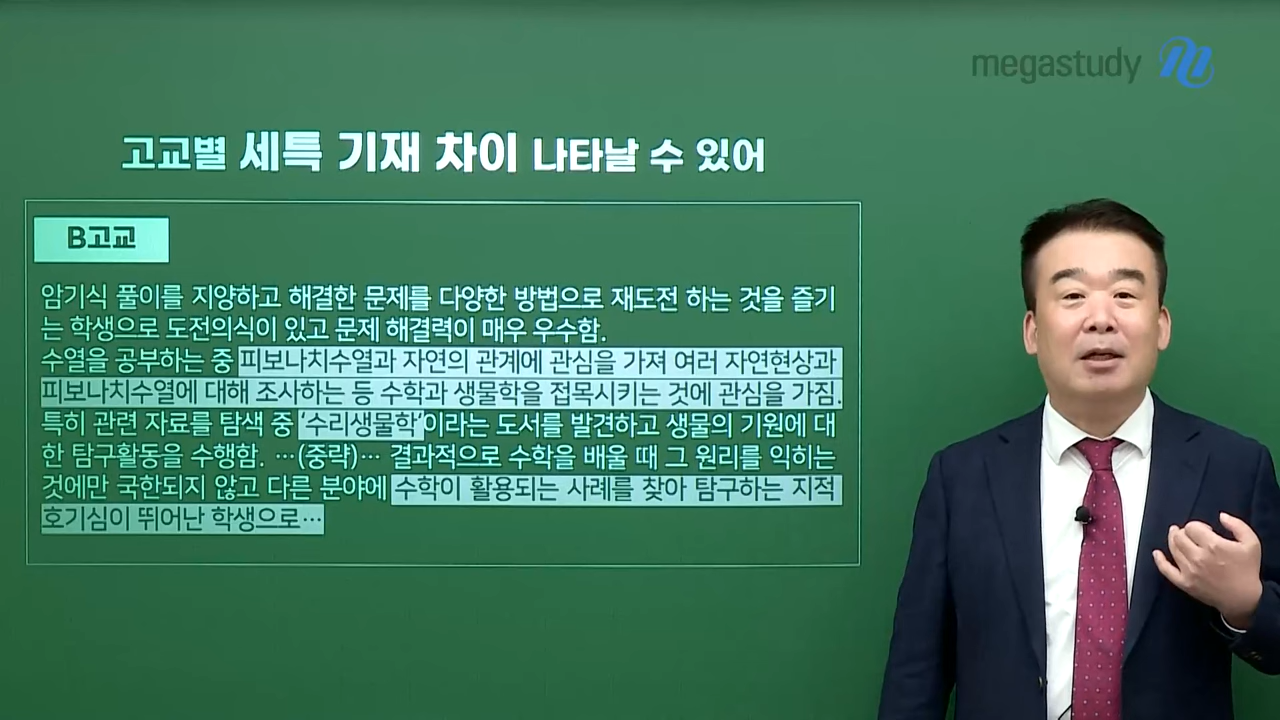 megastudy
고교별 세특 기재 차이 나타날 수 있어
B고교
암기식 풀이를 지양하고 해결한 문제를 다양한 방법으로 재도전 하는 것을 즐기
는 학생으로 도전의식이 있고 문제 해결력이 매우 우수함.
수열을 공부하는 중 피보나치수열과 자연의 관계에 관심을 가져 여러 자연현상과
피보나치수열에 대해 조사하는 등 수학과 생물학을 접목시키는 것에 관심을 가짐.
특히 관련 자료를 탐색 중 ‘수리생물학’이라는 도서를 발견하고 생물의 기원에 대
한 탐구활동을 수행함. …(중략)… 결과적으로 수학을 배울 때 그 원리를 익히는
것에만 국한되지 않고 다른 분야에 수학이 활용되는 사례를 찾아 탐구하는 지적
호기심이 뛰어난 학생으로…